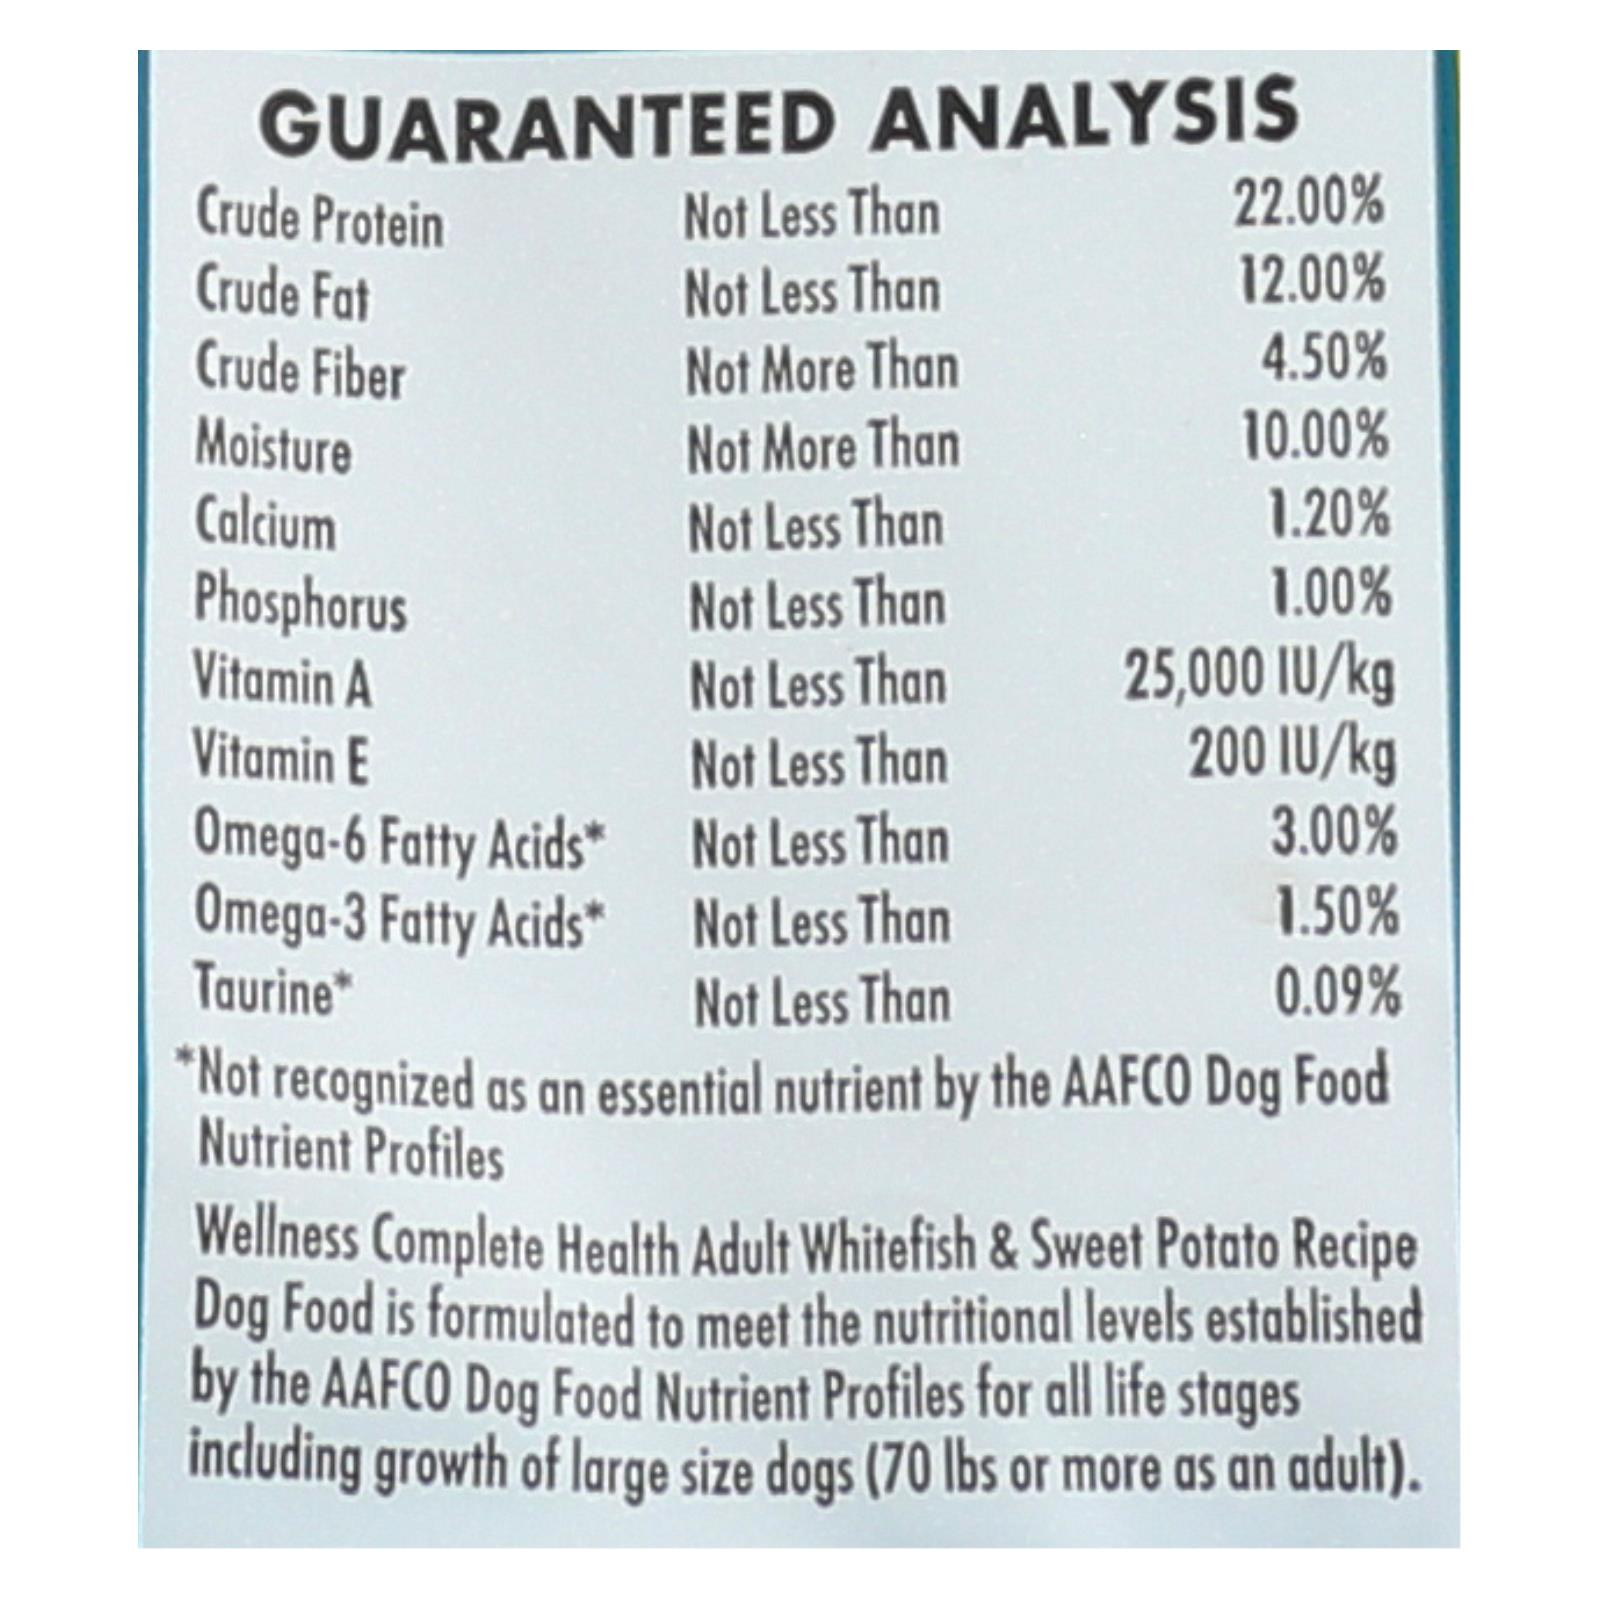 GUARANTEED ANALYSIS
Crude Protein Not Less Than 22.00%
Crude Fat Not Less Than 12.00%
Crude Fiber Not More Than 4.50%
Moisture Not More Than 10.00%
Calcium Not Less Than 1.20%
Phosphorus Not Less Than 1.00%
Vitamin A Not Less Than 25,000 IU/kg
Vitamin E Not Less Than 200 IU/kg
Omega-6 Fatty Acids* Not Less Than 3.00%
Omega-3 Fatty Acids* Not Less Than 1.50%
Taurine* Not Less Than 0.09%
*Not recognized as an essential nutrient by the AAFCO Dog Food
Nutrient Profiles
Wellness Complete Health Adult Whitefish & Sweet Potato Recipe
Dog Food is formulated to meet the nutritional levels established
by the AAFCO Dog Food Nutrient Profiles for all life stages
including growth of large size dogs (70 lbs or more as an adult).